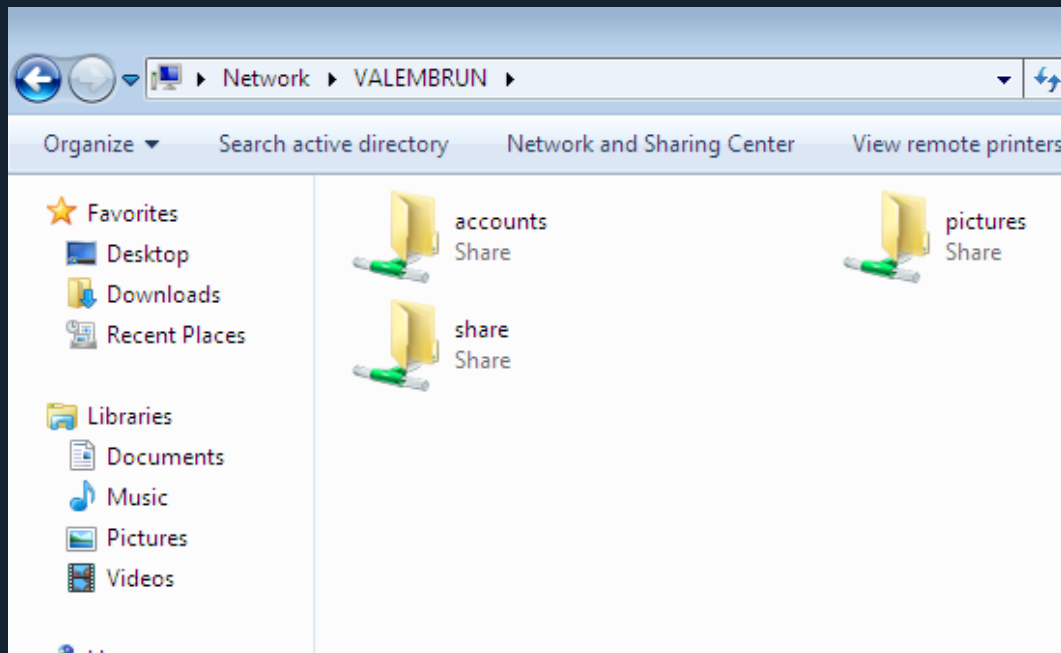 Network VALEMBRUN
Organize Search active directory Network and Sharing Center View remote printers
Favorites
Desktop
Downloads
Recent Places
Libraries
Documents
Music
Pictures
Videos
accounts
Share
pictures
Share
share
Share